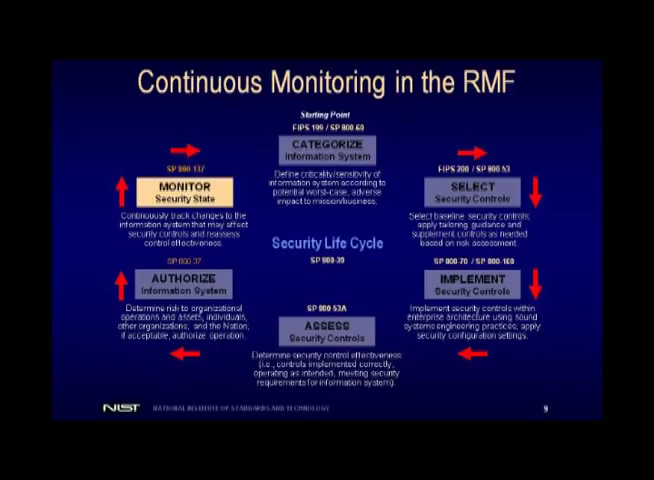 Continuous Monitoring in the RMF
Starting Point
FIPS 199 / SP 800-60
CATEGORIZE
Information System
Define criticality/sensitivity of
information system according to
potential worst-case, adverse
impact to mission/business.
FIPS 200 / SP 800-53
SELECT
Security Controls
Select baseline security controls;
apply tailoring guidance and
supplement controls as needed
based on risk assessment.
SP 800-70 / SP 800-160
IMPLEMENT
Security Controls
Implement security controls within
enterprise architecture using sound
systems engineering practices; apply
security configuration settings.
SP 800-53A
ASSESS
Security Controls
Determine security control effectiveness
(i.e., controls implemented correctly,
operating as intended, meeting security
requirements for information system).
SP 800-37
AUTHORIZE
Information System
Determine risk to organizational
operations and assets, individuals,
other organizations, and the Nation;
if acceptable, authorize operation.
SP 800-137
MONITOR
Security State
Continuously track changes to the
information system that may affect
security controls and reassess
control effectiveness.
Security Life Cycle
SP 800-39
NIST
NATIONAL INSTITUTE OF STANDARDS AND TECHNOLOGY
9